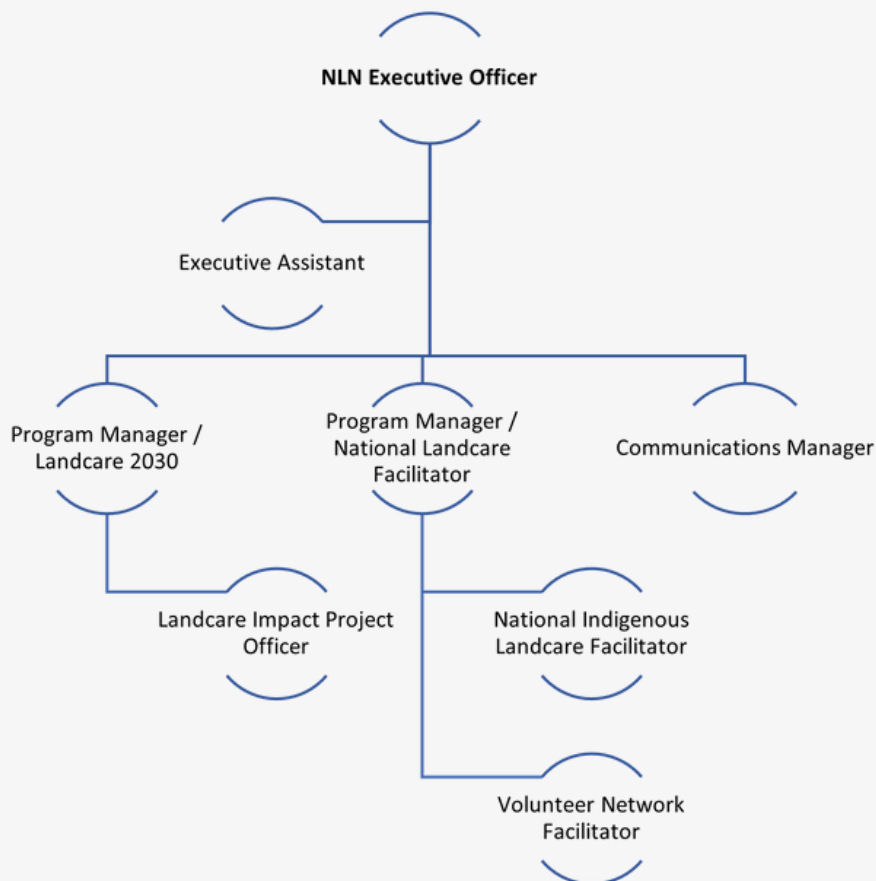 NLN Executive Officer
Executive Assistant
Program Manager /
Landcare 2030
Program Manager /
National Landcare
Facilitator
Communications Manager
Landcare Impact Project
Officer
National Indigenous
Landcare Facilitator
Volunteer Network
Facilitator